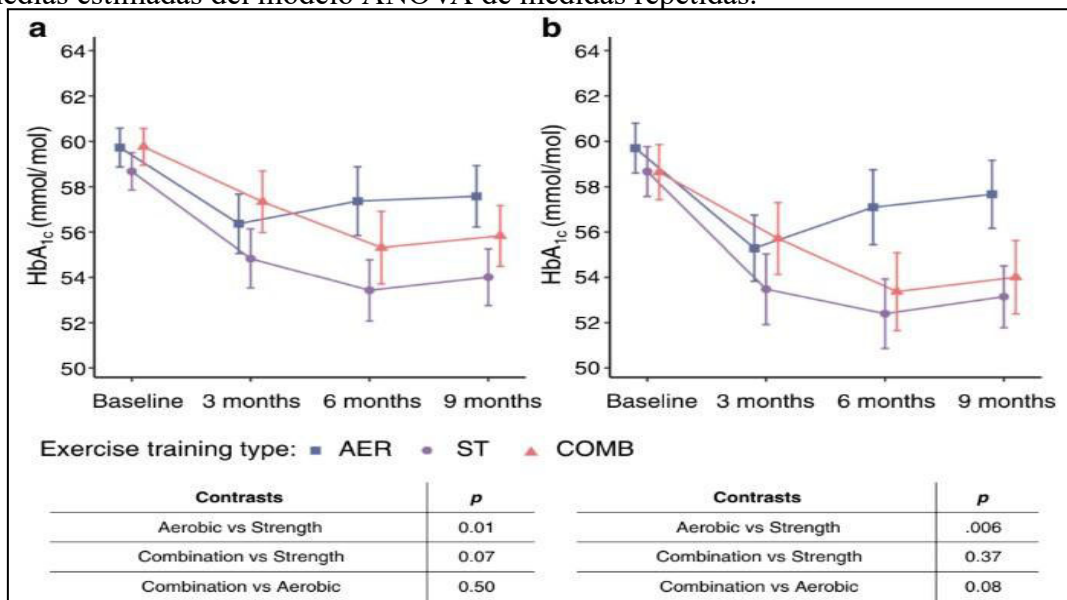 medias estimadas del modelo ANOVA de medidas repetidas.
a
b
64
62
60
58
56
54
52
50
HbA1c (mmol/mol)
Baseline 3 months 6 months 9 months
64
62
60
58
56
54
52
50
HbA1c (mmol/mol)
Baseline 3 months 6 months 9 months
Exercise training type: AER ST COMB
Contrasts p
Aerobic vs Strength 0.01
Combination vs Strength 0.07
Combination vs Aerobic 0.50
Contrasts p
Aerobic vs Strength .006
Combination vs Strength 0.37
Combination vs Aerobic 0.08